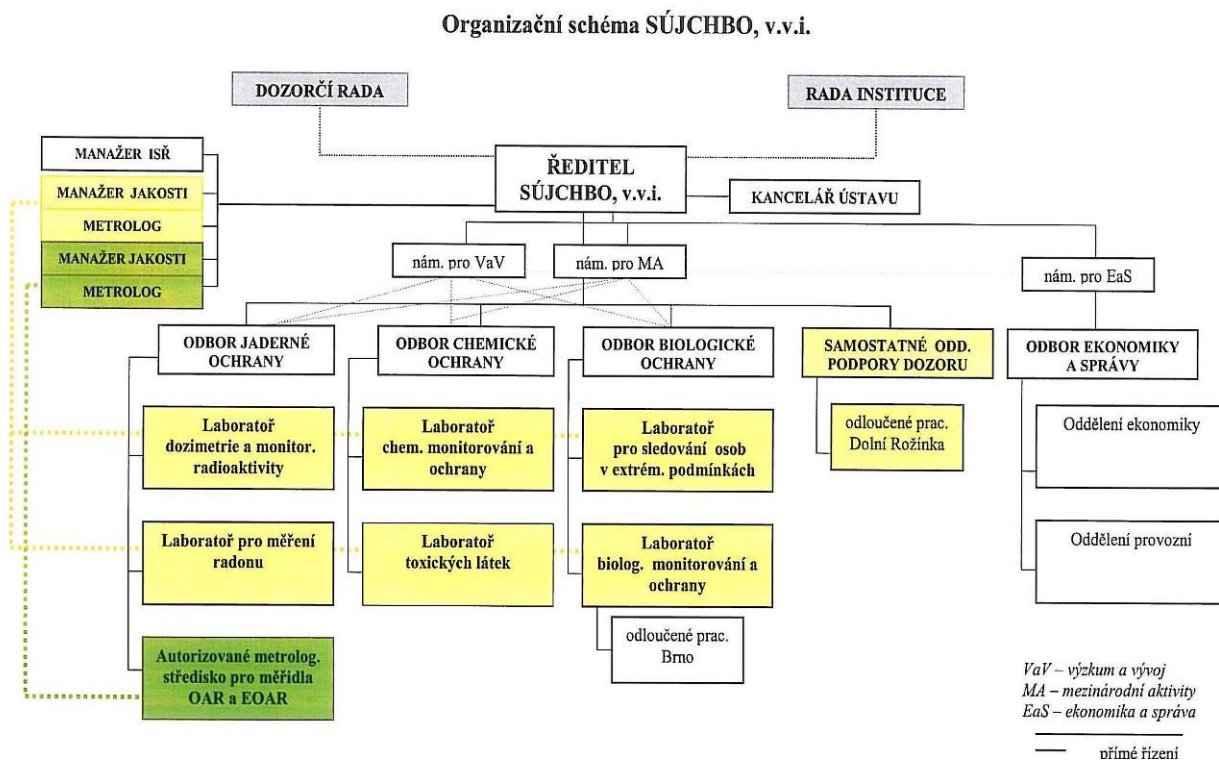 Organizační schéma SÚJCHBO, v.v.i.
DOZORČÍ RADA
RADA INSTITUCE
MANAŽER ISŘ
MANAŽER JAKOSTI
METROLOG
MANAŽER JAKOSTI
METROLOG
ŘEDITEL
SÚJCHBO, v.v.i.
KANCELÁŘ ÚSTAVU
nám. pro VaV
nám. pro MA
nám. pro EaS
ODBOR JADERNÉ
OCHRANY
ODBOR CHEMICKÉ
OCHRANY
ODBOR BIOLOGICKÉ
OCHRANY
SAMOSTATNÉ ODD.
PODPORY DOZORU
ODBOR EKONOMIKY
A SPRÁVY
Laboratoř
dozimetrie a monitor.
radioaktivity
Laboratoř
chem. monitorování a
ochrany
Laboratoř
pro sledování osob
v extrém. podmínkách
odloučené prac.
Dolní Rožínka
Oddělení ekonomiky
Laboratoř pro měření
radonu
Laboratoř
toxických látek
Laboratoř
biolog. monitorování a
ochrany
Oddělení provozní
odloučené prac.
Brno
Autorizované metrolog.
středisko pro měřidla
OAR a EOAR
VaV – výzkum a vývoj
MA – mezinárodní aktivity
EaS – ekonomika a správa
přímé řízení